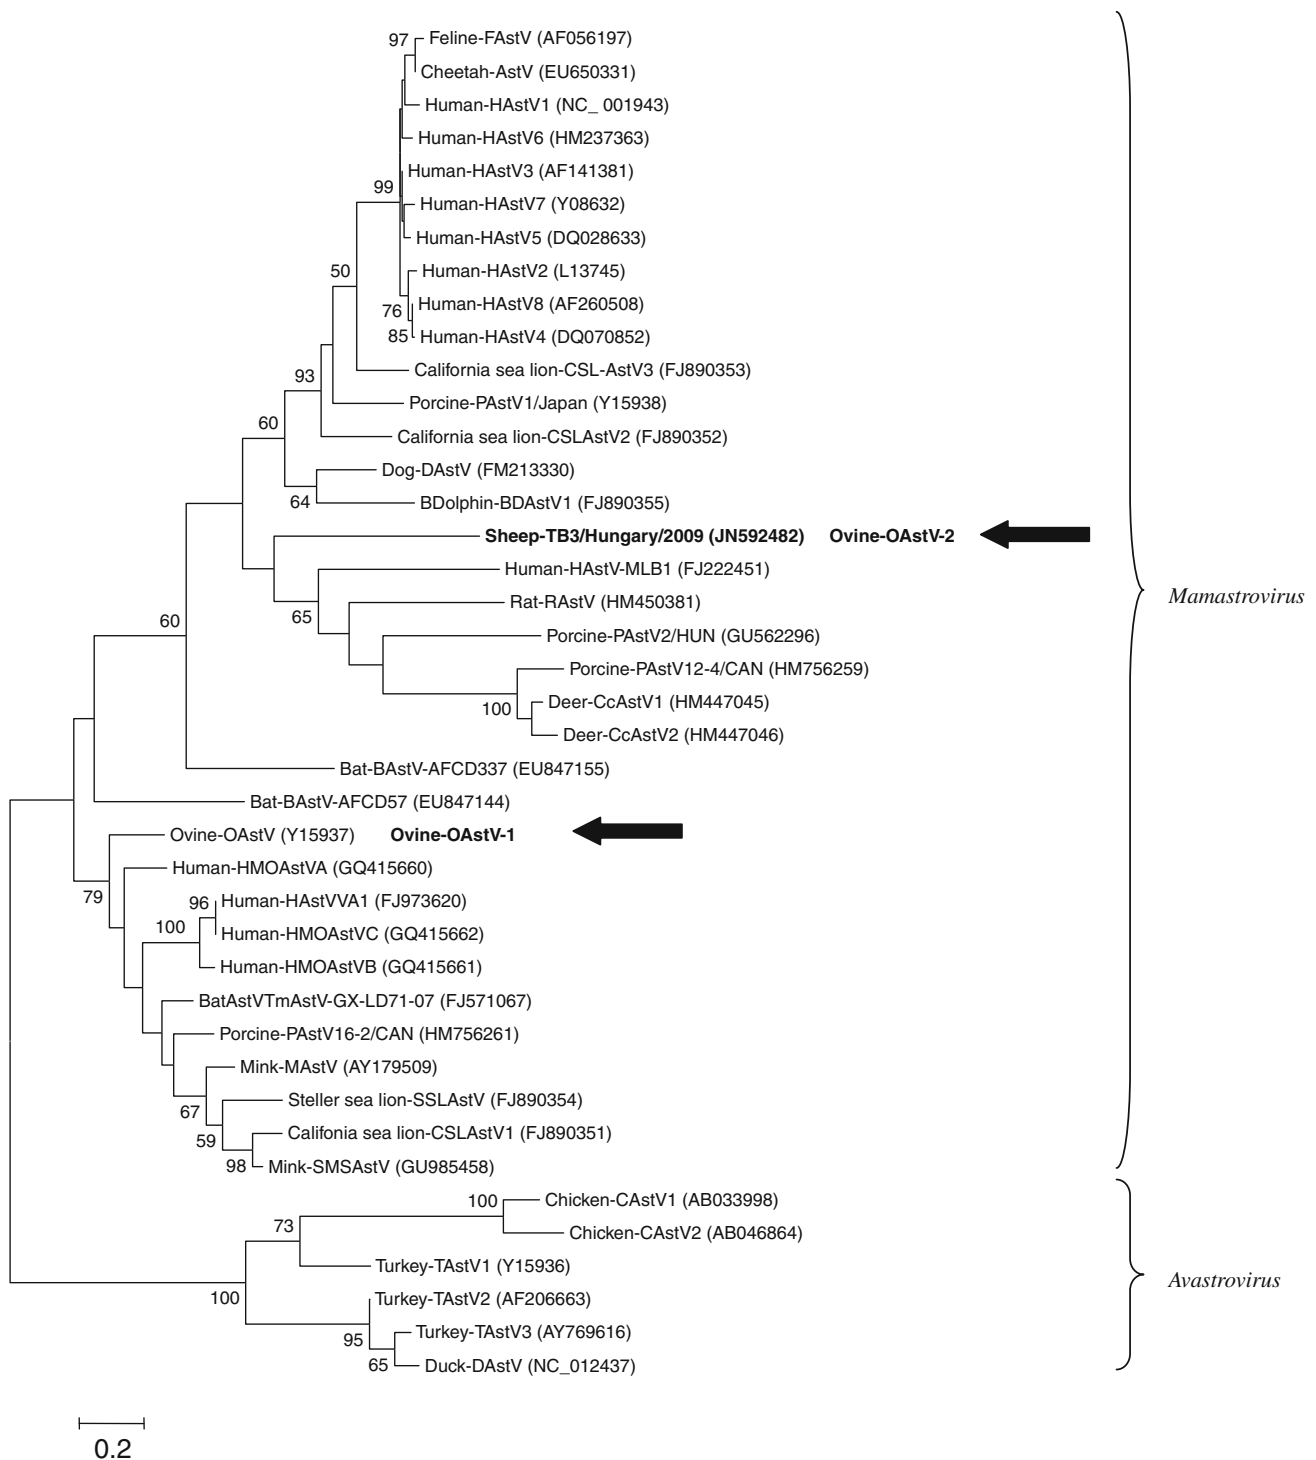 97
Feline-FAstV (AF056197)
Cheetah-AstV (EU650331)
Human-HAstV1 (NC_ 001943)
Human-HAstV6 (HM237363)
Human-HAstV3 (AF141381)
99
Human-HAstV7 (Y08632)
Human-HAstV5 (DQ028633)
50
Human-HAstV2 (L13745)
76
Human-HAstV8 (AF260508)
85
Human-HAstV4 (DQ070852)
California sea lion-CSL-AstV3 (FJ890353)
93
Porcine-PAstV1/Japan (Y15938)
60
California sea lion-CSLAstV2 (FJ890352)
Dog-DAstV (FM213330)
64
BDolphin-BDAstV1 (FJ890355)
Sheep-TB3/Hungary/2009 (JN592482) Ovine-OAstV-2
Human-HAstV-MLB1 (FJ222451)
Mamastrovirus
Rat-RAstV (HM450381)
65
60
Porcine-PAstV2/HUN (GU562296)
Porcine-PAstV12-4/CAN (HM756259)
100
Deer-CcAstV1 (HM447045)
Deer-CcAstV2 (HM447046)
Bat-BAstV-AFCD337 (EU847155)
Bat-BAstV-AFCD57 (EU847144)
Ovine-OAstV (Y15937) Ovine-OAstV-1
Human-HMOAstVA (GQ415660)
79
96
Human-HAstVVA1 (FJ973620)
100
Human-HMOAstVC (GQ415662)
Human-HMOAstVB (GQ415661)
BatAstVTmAstV-GX-LD71-07 (FJ571067)
Porcine-PAstV16-2/CAN (HM756261)
Mink-MAstV (AY179509)
67
Steller sea lion-SSLAstV (FJ890354)
59
Califonia sea lion-CSLAstV1 (FJ890351)
98
Mink-SMSAstV (GU985458)
100
Chicken-CAstV1 (AB033998)
73
Chicken-CAstV2 (AB046864)
Turkey-TAstV1 (Y15936)
Avastrovirus
100
Turkey-TAstV2 (AF206663)
95
Turkey-TAstV3 (AY769616)
65
Duck-DAstV (NC_012437)
0.2